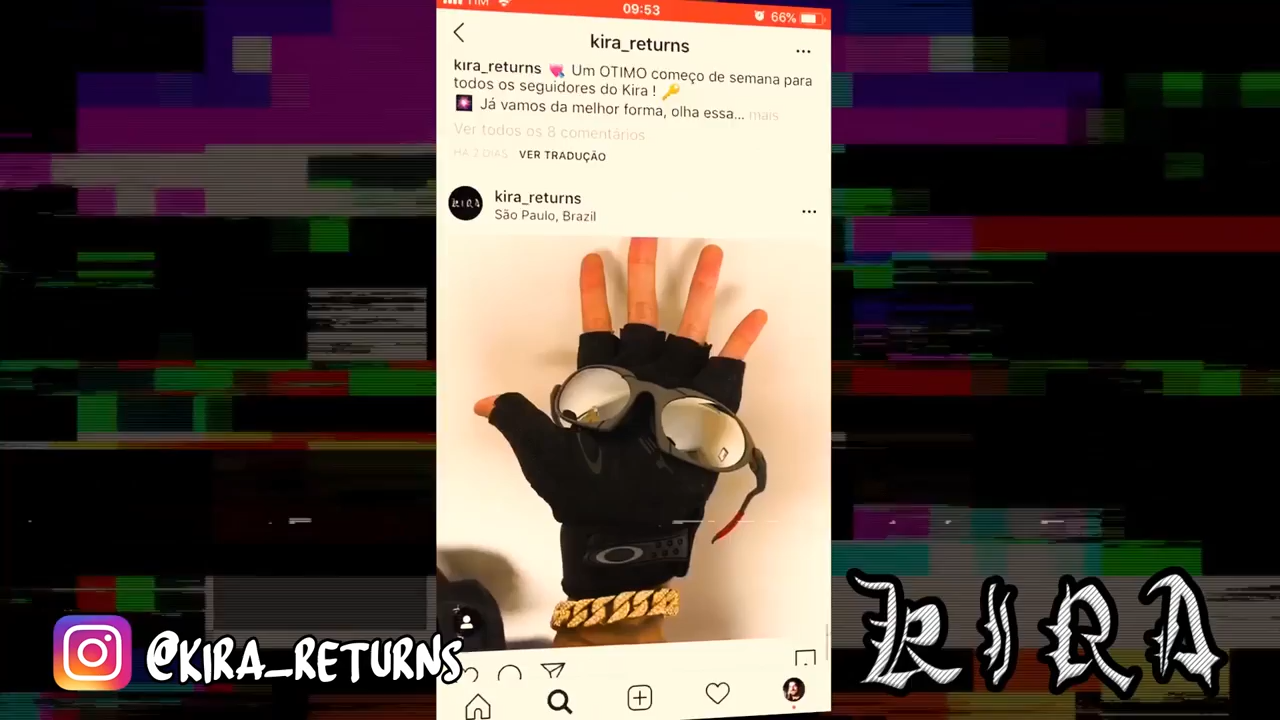 TIM 09:53 66%
kira_returns
kira_returns 💘 Um OTIMO começo de semana para
todos os seguidores do Kira ! 🔑
🎆 Já vamos da melhor forma, olha essa... mais
Ver todos os 8 comentários
HÁ 2 DIAS VER TRADUÇÃO
KIRA kira_returns
São Paulo, Brazil
@KIRA_RETURNS
KIRA